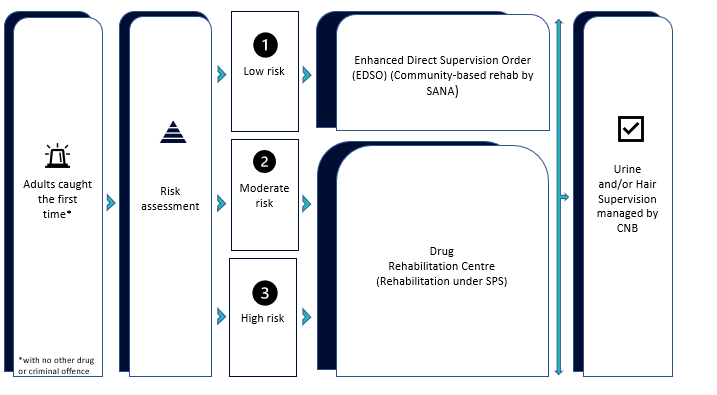 Adults caught
the first
time*
*with no other drug
or criminal offence
Risk
assessment
1
Low risk
2
Moderate
risk
3
High risk
Enhanced Direct Supervision Order
(EDSO) (Community-based rehab by
SANA)
Drug
Rehabilitation Centre
(Rehabilitation under SPS)
Urine
and/or Hair
Supervision
managed by
CNB